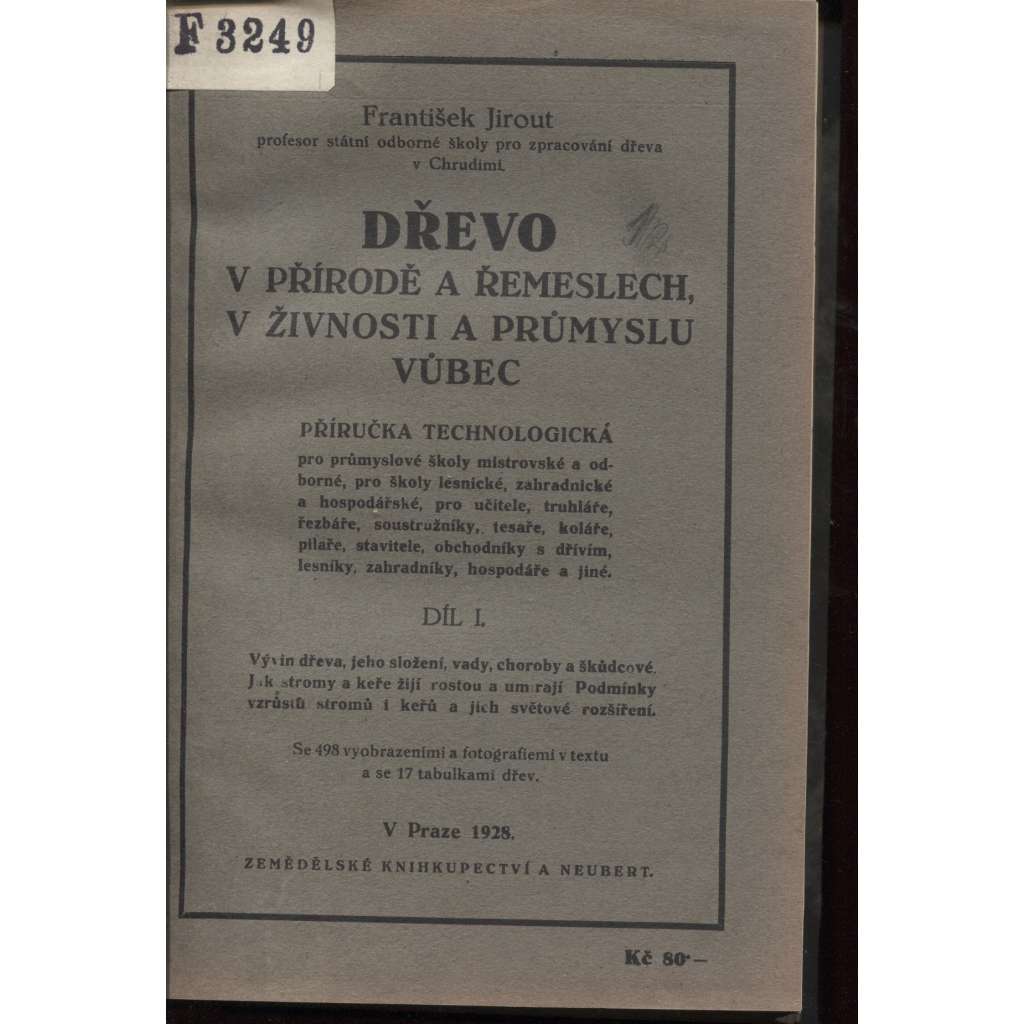 F 3249
František Jirout
profesor státní odborné školy pro zpracování dřeva
v Chrudimi.
DŘEVO
V PŘÍRODĚ A ŘEMESLECH,
V ŽIVNOSTI A PRŮMYSLU
VŮBEC
PŘÍRUČKA TECHNOLOGICKÁ
pro průmyslové školy mistrovské a od-
borné, pro školy lesnické, zahradnické
a hospodářské, pro učitele, truhláře,
řezbáře, soustružníky, tesaře, koláře,
pilaře, stavitele, obchodníky s dřívím,
lesníky, zahradníky, hospodáře a jiné.
DÍL I.
Vývin dřeva, jeho složení, vady, choroby a škůdcové.
Jak stromy a keře žijí rostou a umírají Podmínky
vzrůstů stromů i keřů a jich světové rozšíření.
Se 498 vyobrazeními a fotografiemi v textu
a se 17 tabulkami dřev.
V Praze 1928.
ZEMĚDĚLSKÉ KNIHKUPECTVÍ A NEUBERT.
Kč 80·—